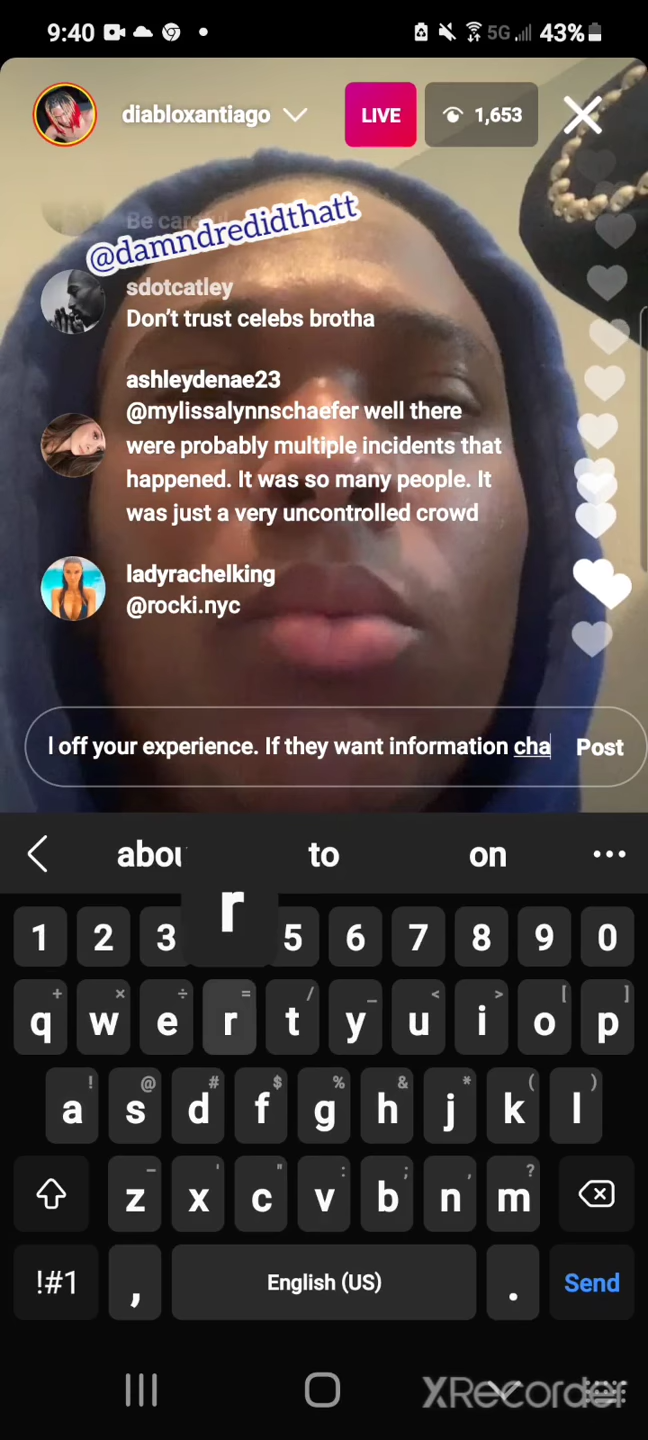 9:40 5G 43%
diabloxantiago LIVE 1,653
@damndredidthatt
sdotcatley
Don't trust celebs brotha
ashleydenae23
@mylissalynnschaefer well there
were probably multiple incidents that
happened. It was so many people. It
was just a very uncontrolled crowd
ladyrachelking
@rocki.nyc
l off your experience. If they want information cha Post
to on ...
r
1 2 3 5 6 7 8 9 0
+ × ÷ = / _ < > [ ]
q w e r t y u i o p
! @ # $ % & * ( )
a s d f g h j k l
- ' " : ; , ?
z x c v b n m
!#1 , English (US) . Send
XRecorder